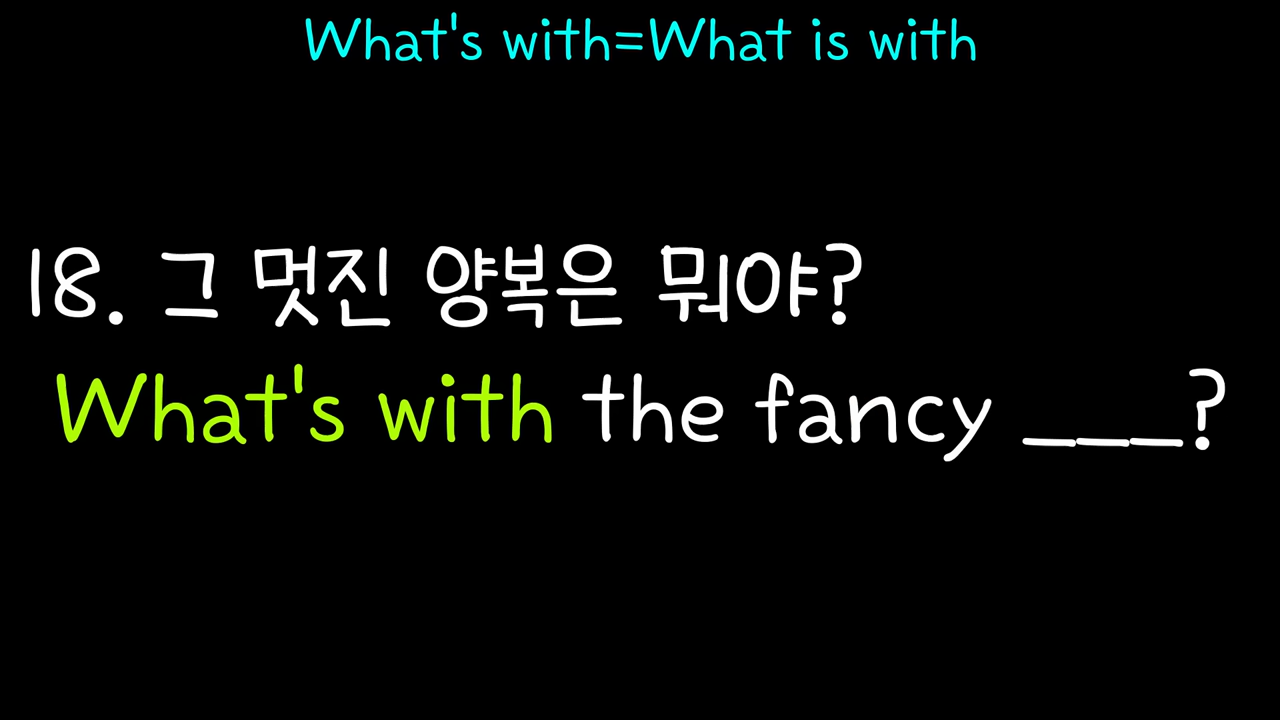 What's with=What is with
18. 그 멋진 양복은 뭐야?
What's with the fancy ___?